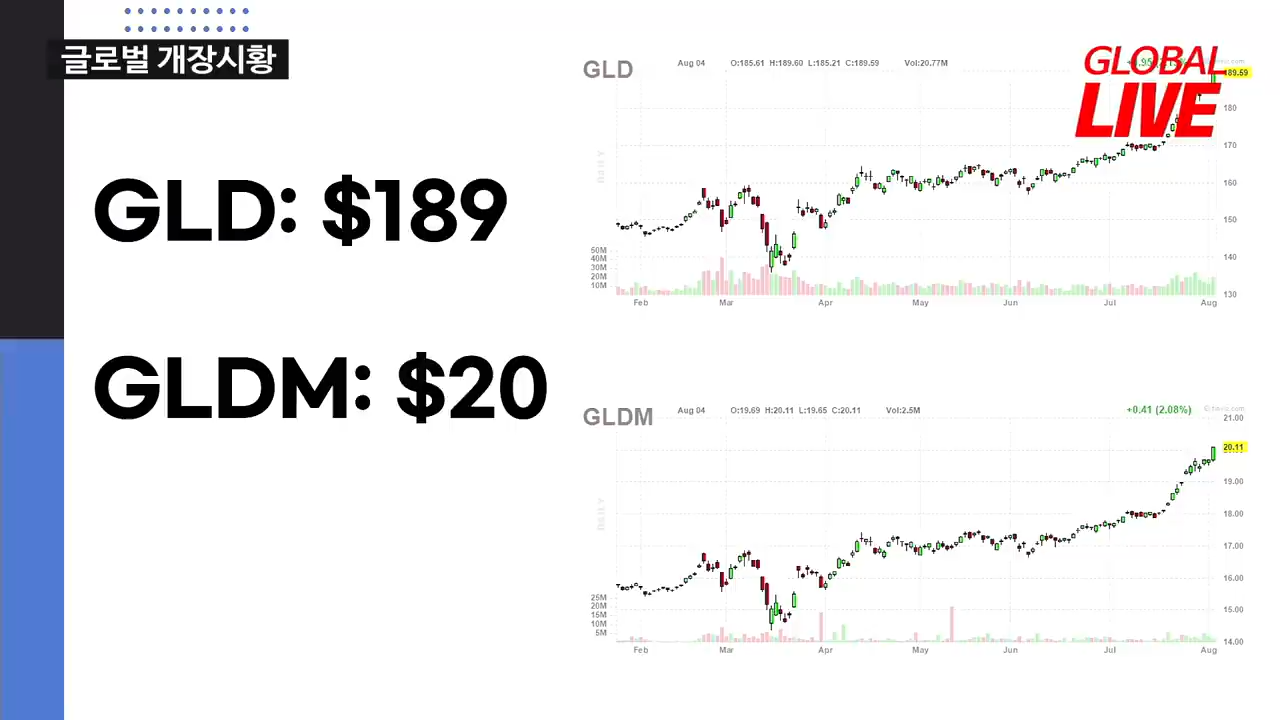 글로벌 개장시황
GLD: $189
GLDM: $20
GLD
Aug 04 O:185.61 H:189.60 L:185.21 C:189.59 Vol:20.77M
GLOBAL
LIVE
189.59
180
170
160
150
140
130
DAILY
50M
40M
30M
20M
10M
Feb Mar Apr May Jun Jul Aug
GLDM
Aug 04 O:19.69 H:20.11 L:19.65 C:20.11 Vol:2.5M +0.41 (2.08%)
21.00
20.11
19.00
18.00
17.00
16.00
15.00
14.00
DAILY
25M
20M
15M
10M
5M
Feb Mar Apr May Jun Jul Aug